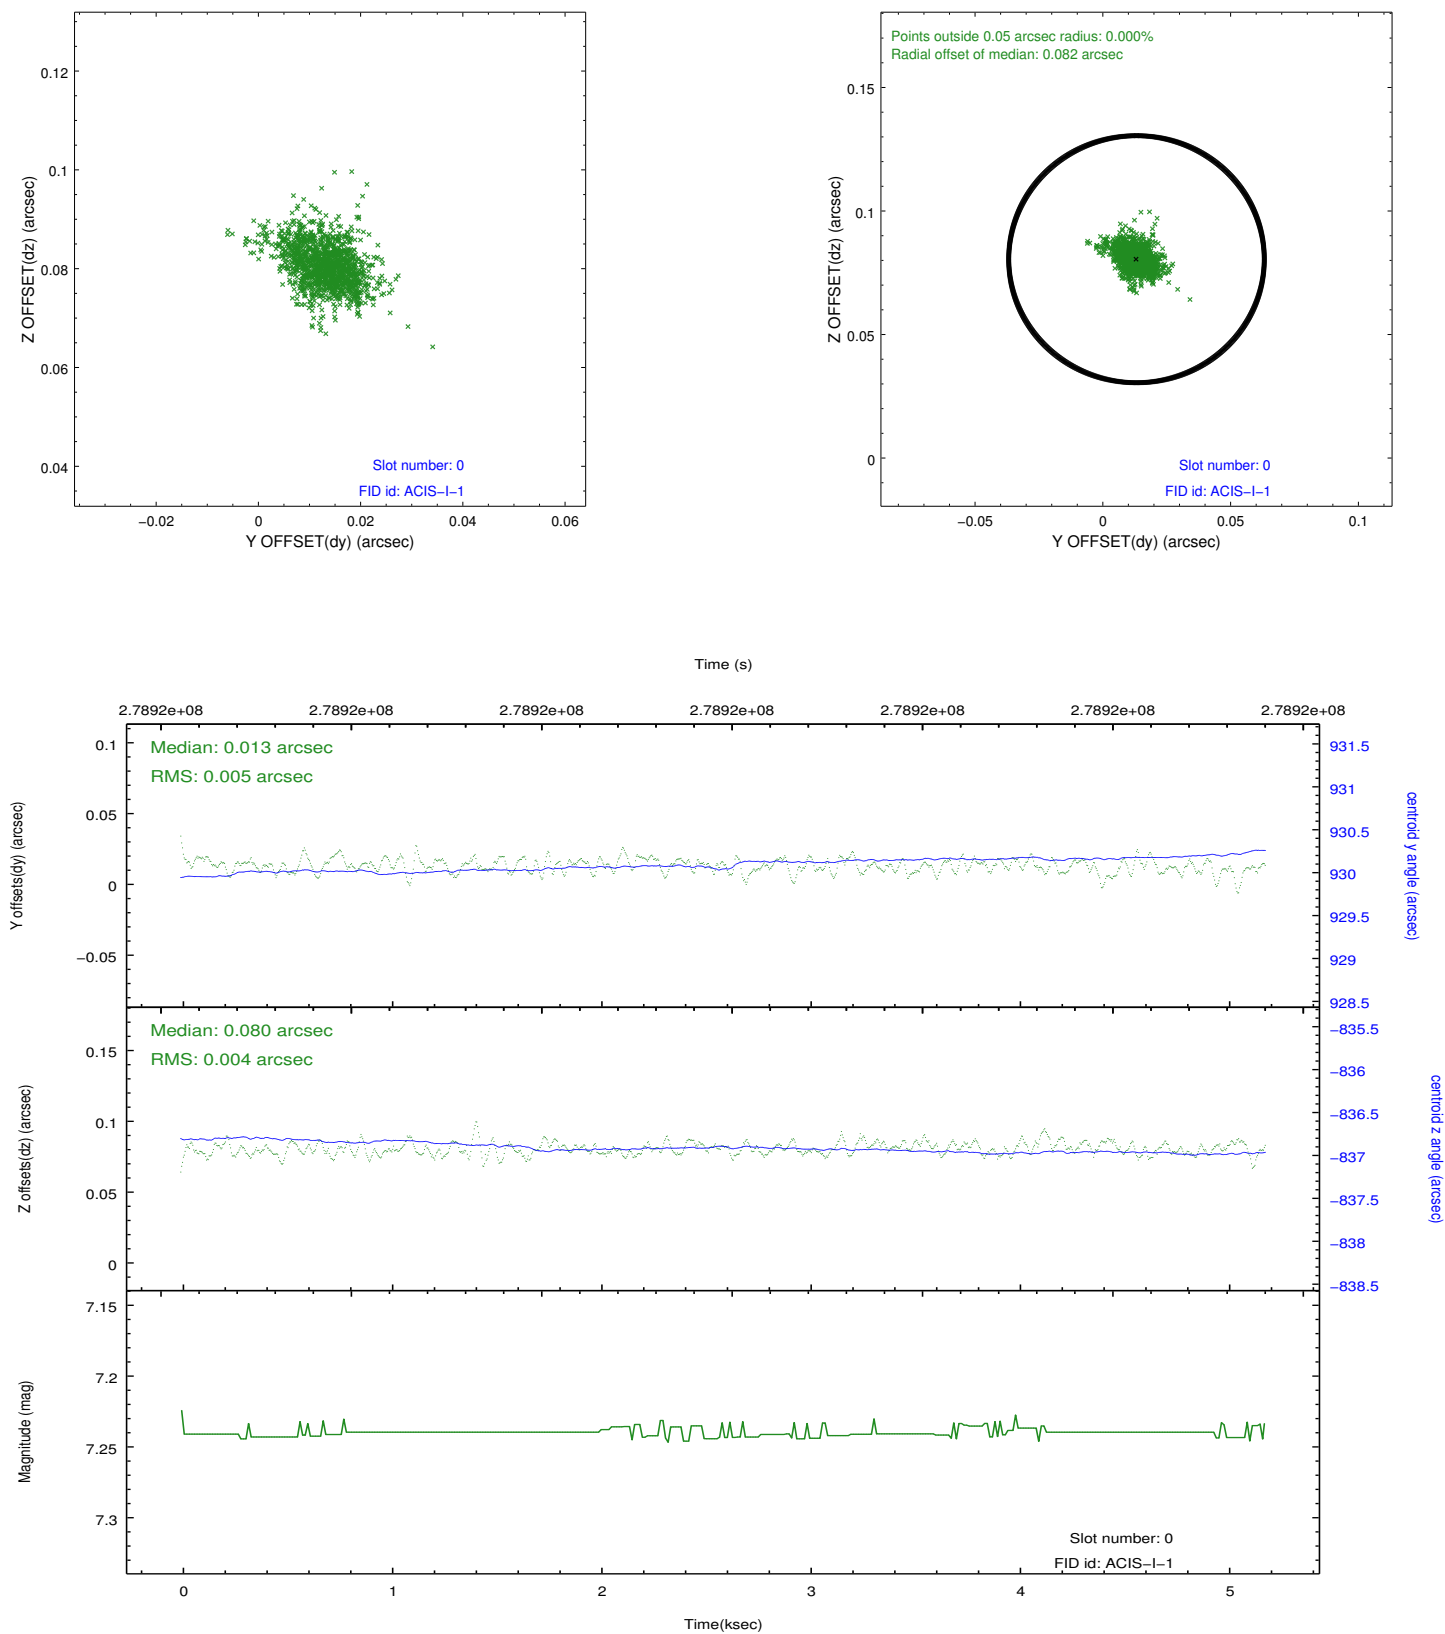 0.12
0.1
0.08
0.06
0.04
Z OFFSET(dz) (arcsec)
Slot number: 0
FID id: ACIS−I−1
−0.02 0 0.02 0.04 0.06
Y OFFSET(dy) (arcsec)
Points outside 0.05 arcsec radius: 0.000%
Radial offset of median: 0.082 arcsec
0.15
0.1
0.05
0
Z OFFSET(dz) (arcsec)
Slot number: 0
FID id: ACIS−I−1
−0.05 0 0.05 0.1
Y OFFSET(dy) (arcsec)
Time (s)
2.7892e+08 2.7892e+08 2.7892e+08 2.7892e+08 2.7892e+08 2.7892e+08 2.7892e+08
Median: 0.013 arcsec
RMS: 0.005 arcsec
0.1
0.05
0
−0.05
Y offsets(dy) (arcsec)
931.5
931
930.5
930
929.5
929
928.5
centroid y angle (arcsec)
Median: 0.080 arcsec
RMS: 0.004 arcsec
0.15
0.1
0.05
0
Z offsets(dz) (arcsec)
−835.5
−836
−836.5
−837
−837.5
−838
−838.5
centroid z angle (arcsec)
7.15
7.2
7.25
7.3
Magnitude (mag)
Slot number: 0
FID id: ACIS−I−1
0 1 2 3 4 5
Time(ksec)